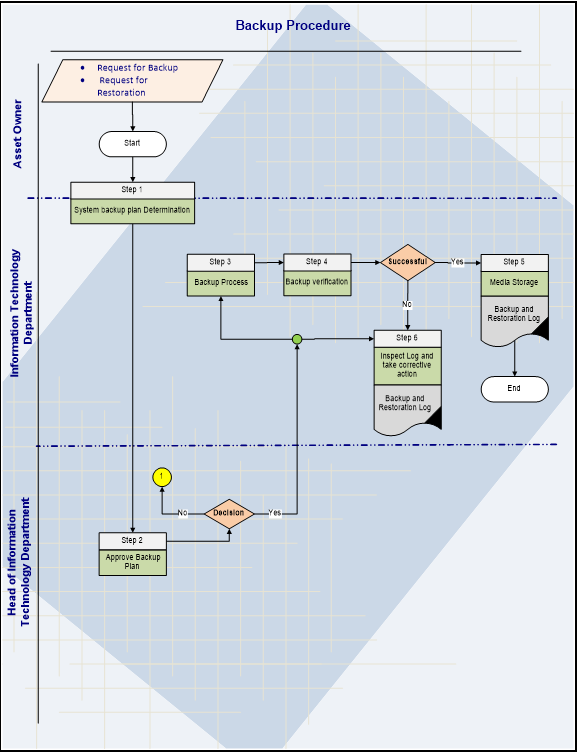 Backup Procedure
Asset Owner
Request for Backup
Request for
Restoration
Start
Step 1
System backup plan Determination
Information Technology
Department
Step 3
Backup Process
Step 4
Backup verification
Successful
Yes
No
Step 5
Media Storage
Backup and
Restoration Log
End
Step 6
Inspect Log and
take corrective
action
Backup and
Restoration Log
Head of Information
Technology Department
1
No
Decision
Yes
Step 2
Approve Backup
Plan